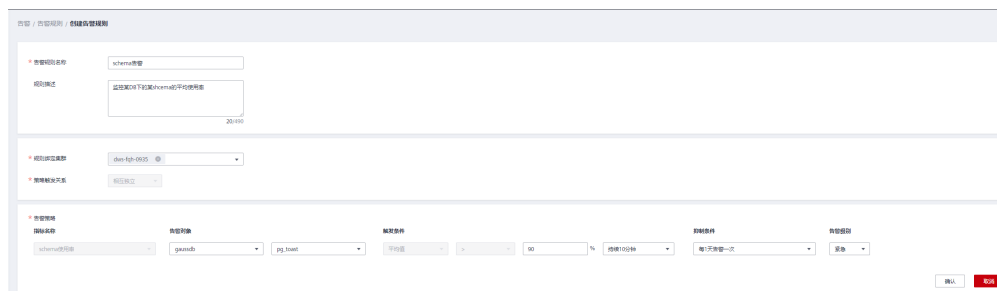 告警 / 告警规则 / 创建告警规则
* 告警规则名称 schema告警
规则描述 监控某DB下的某shcema的平均使用率
20/490
* 规则绑定集群 dws-fqh-0935
* 策略触发关系 相互独立
* 告警策略
指标名称 告警对象 触发条件 抑制条件 告警级别
schema使用率 gaussdb pg_toast 平均值 > 90 % 持续10分钟 每1天告警一次 紧急
确认 取消